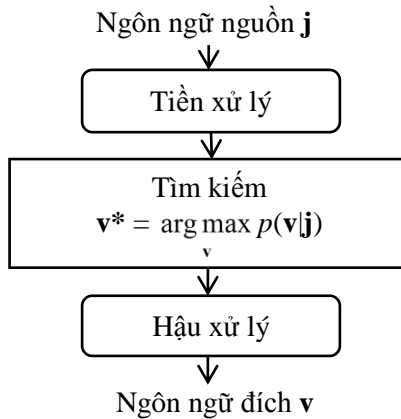 Ngôn ngữ nguồn j
Tiền xử lý
Tìm kiếm
v* = arg max p(v|j)
v
Hậu xử lý
Ngôn ngữ đích v